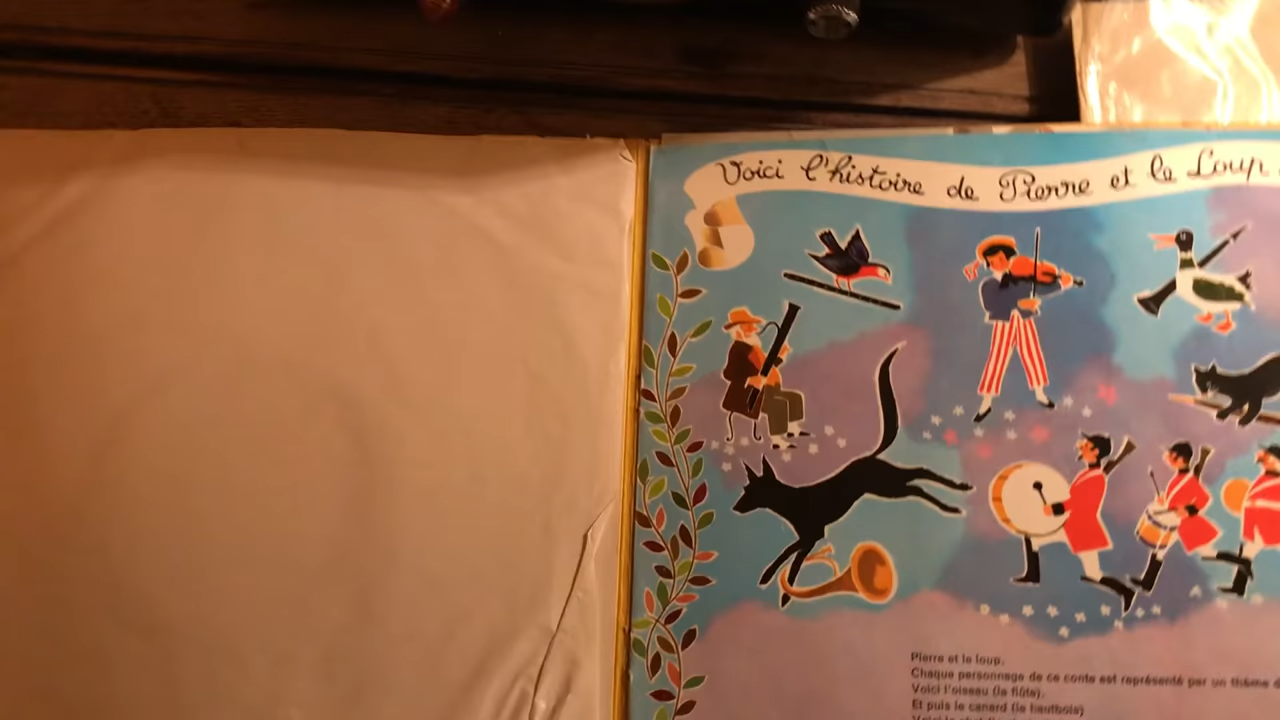 Voici l'histoire de Pierre et le Loup
Pierre et le loup.
Chaque personnage de ce conte est représenté par un thème
Voici l'oiseau (la flûte).
Et puis le canard (le hautbois)